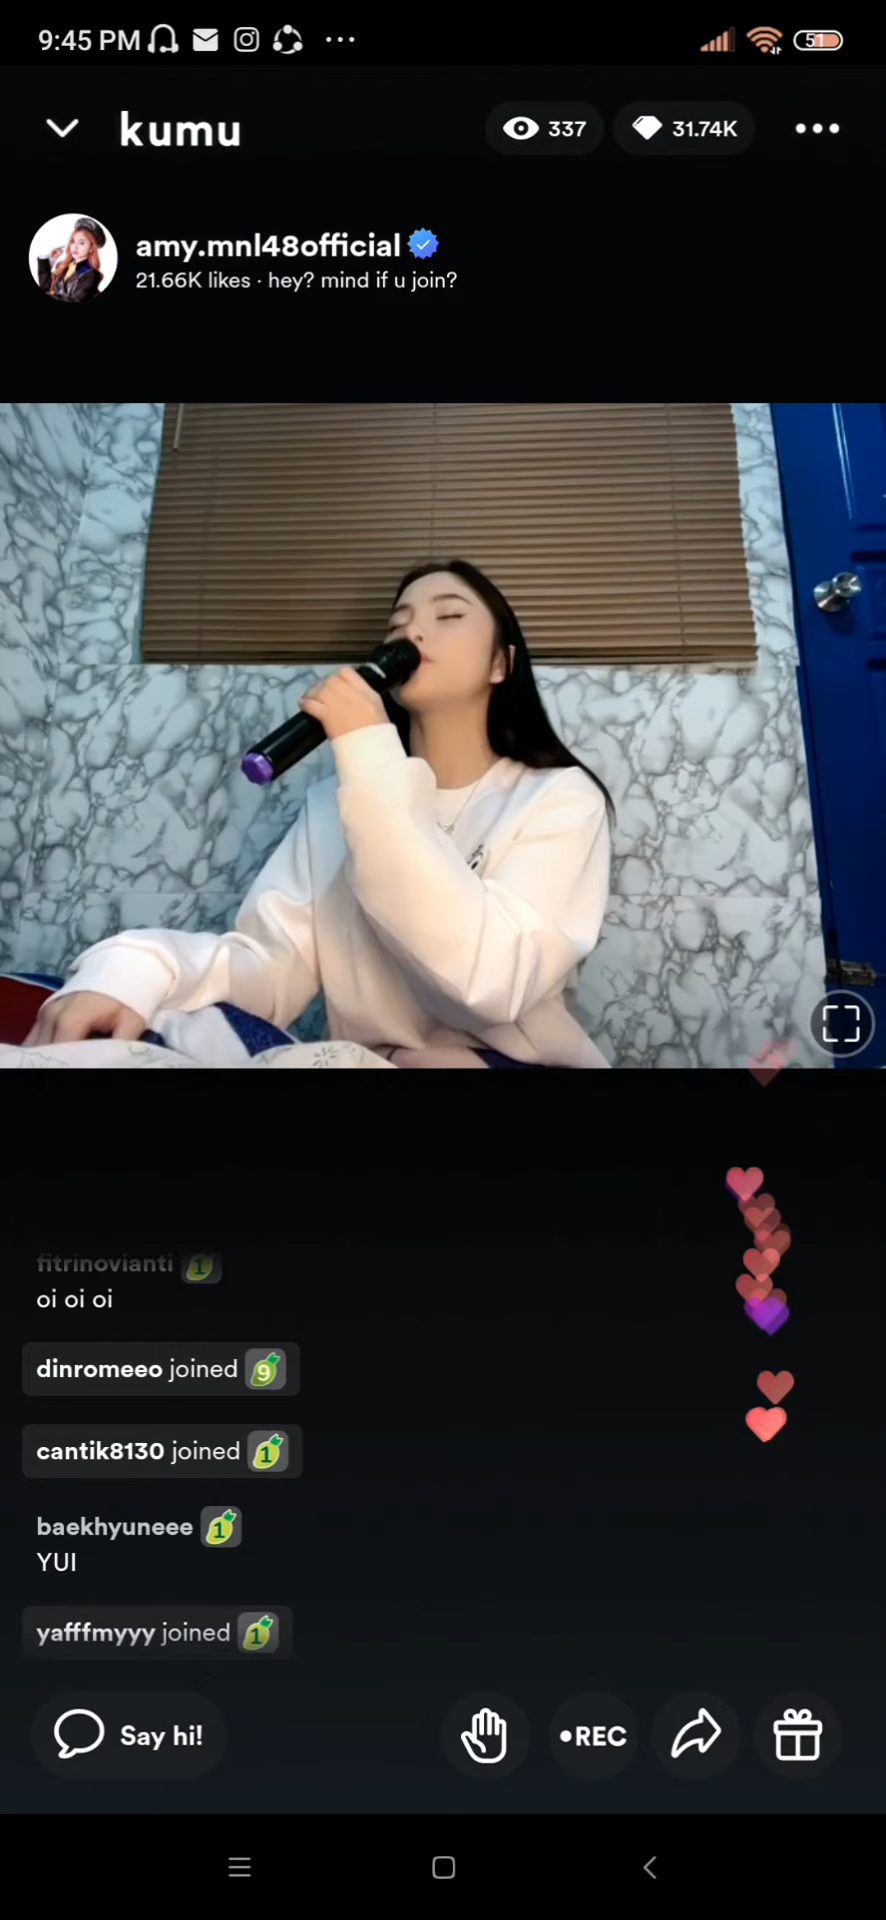 9:45 PM
51
kumu
337
31.74K
amy.mnl48official
21.66K likes · hey? mind if u join?
fitrinovianti 1
oi oi oi
dinromeeo joined 9
cantik8130 joined 1
baekhyuneee 1
YUI
yafffmyyy joined 1
Say hi!
•REC